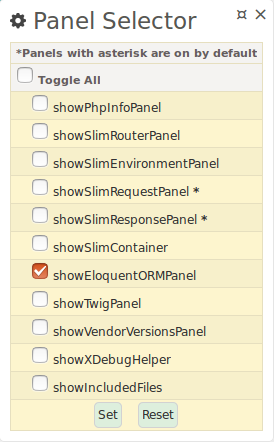 Panel Selector
*Panels with asterisk are on by default
Toggle All
showPhpInfoPanel
showSlimRouterPanel
showSlimEnvironmentPanel
showSlimRequestPanel *
showSlimResponsePanel *
showSlimContainer
showEloquentORMPanel
showTwigPanel
showVendorVersionsPanel
showXDebugHelper
showIncludedFiles
Set Reset